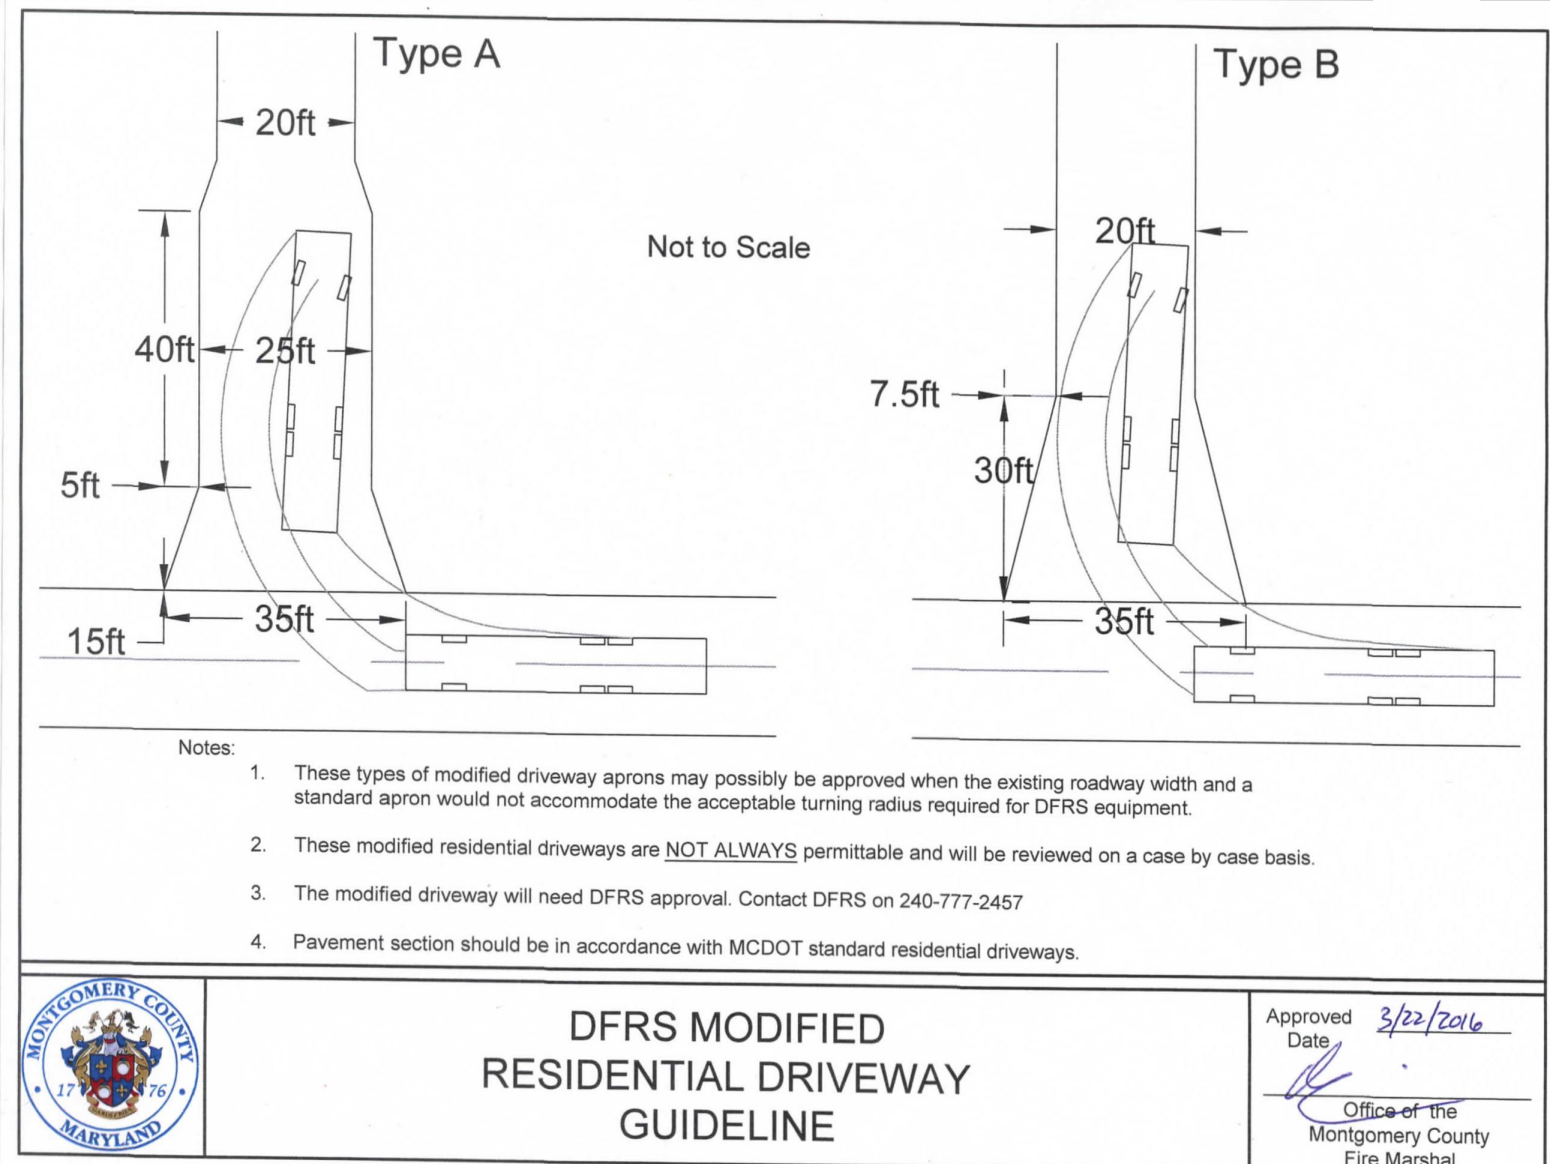 Type A
20ft
40ft
25ft
5ft
35ft
15ft
Not to Scale
Type B
20ft
7.5ft
30ft
35ft
Notes:
1. These types of modified driveway aprons may possibly be approved when the existing roadway width and a
standard apron would not accommodate the acceptable turning radius required for DFRS equipment.
2. These modified residential driveways are NOT ALWAYS permittable and will be reviewed on a case by case basis.
3. The modified driveway will need DFRS approval. Contact DFRS on 240-777-2457
4. Pavement section should be in accordance with MCDOT standard residential driveways.
MONTGOMERY COUNTY
17 76
MARYLAND
DFRS MODIFIED
RESIDENTIAL DRIVEWAY
GUIDELINE
Approved 3/22/2016
Date
Office of the
Montgomery County
Fire Marshal